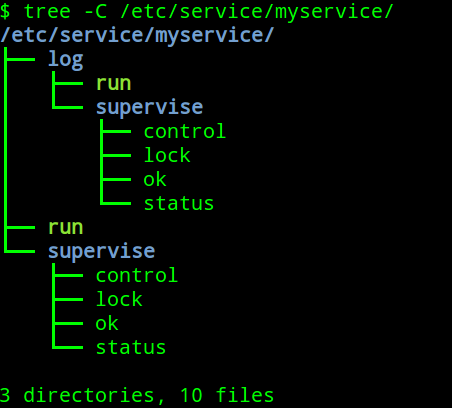 $ tree -C /etc/service/myservice/
/etc/service/myservice/
├── log
│   ├── run
│   └── supervise
│       ├── control
│       ├── lock
│       ├── ok
│       └── status
├── run
└── supervise
    ├── control
    ├── lock
    ├── ok
    └── status

3 directories, 10 files